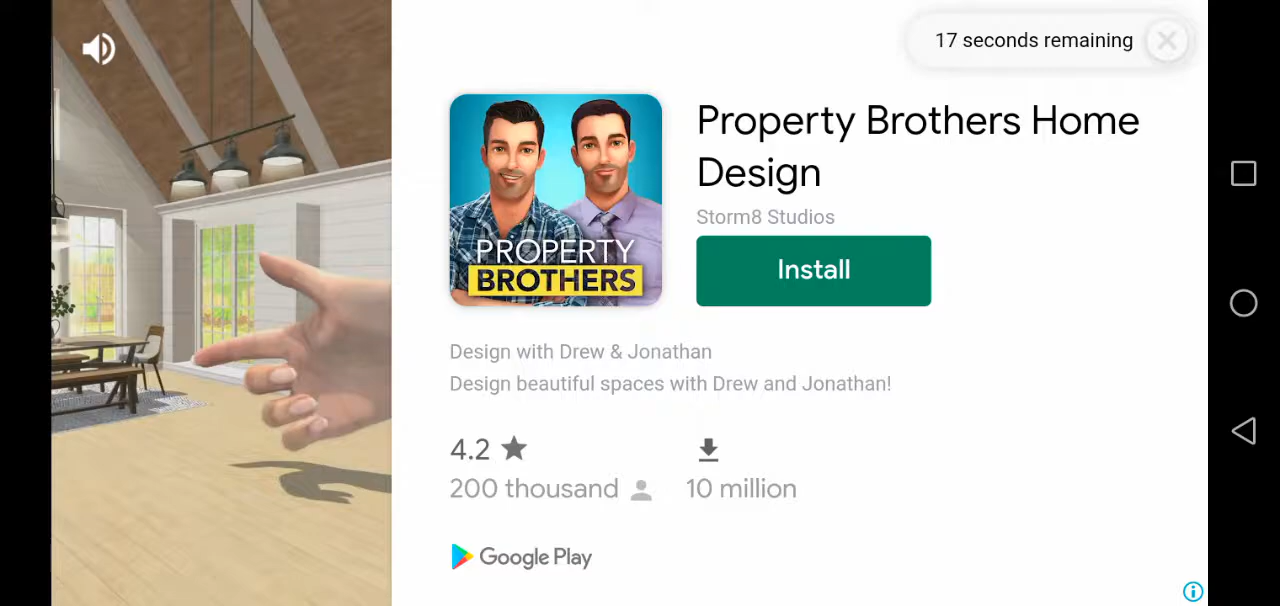 17 seconds remaining
PROPERTY
BROTHERS
Property Brothers Home
Design
Storm8 Studios
Install
Design with Drew & Jonathan
Design beautiful spaces with Drew and Jonathan!
4.2
200 thousand
10 million
Google Play